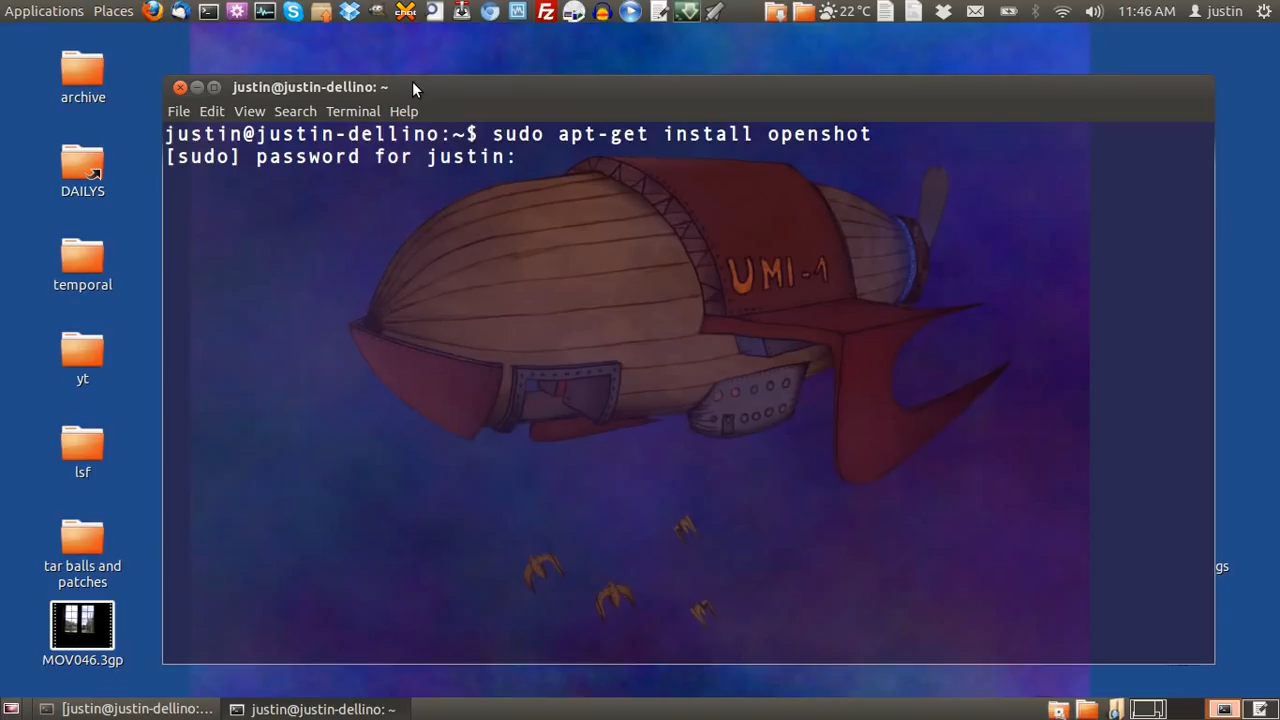 Applications Places 22°C 11:46 AM justin
justin@justin-dellino: ~
File Edit View Search Terminal Help
justin@justin-dellino:~$ sudo apt-get install openshot
[sudo] password for justin:
UMI-1
archive
DAILYS
temporal
yt
lsf
tar balls and
patches
gs
MOV046.3gp
[justin@justin-dellino:... justin@justin-dellino: ~